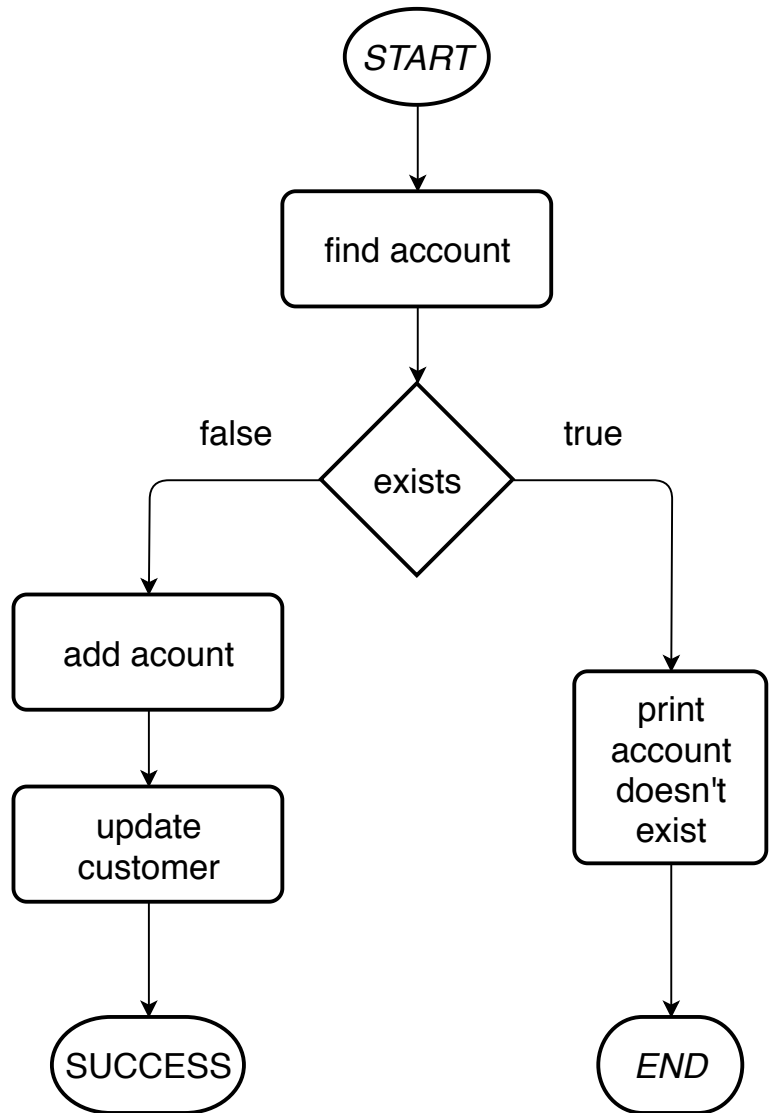 START
find account
false
true
exists
add acount
print
account
doesn't
exist
update
customer
SUCCESS
END